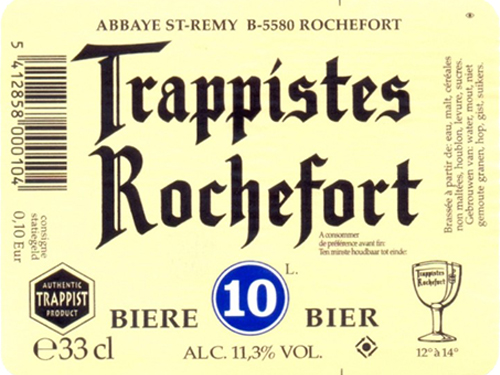 ABBAYE ST-REMY B-5580 ROCHEFORT
5 412858 000104
Trappistes
Rochefort
Brassée à partir de: eau, malt, céréales
non maltées, houblon, levure, sucres.
Gebrouwen van: water, mout, niet
gemoute granen, hop, gist, suikers.
consigne
statiegeld
0,10 Eur
A consommer
de préférence avant fin:
Ten minste houdbaar tot einde:
L.
AUTHENTIC
TRAPPIST
PRODUCT
BIERE 10 BIER
Trappistes
Rochefort
e33 cl
ALC. 11,3% VOL.
12° à 14°